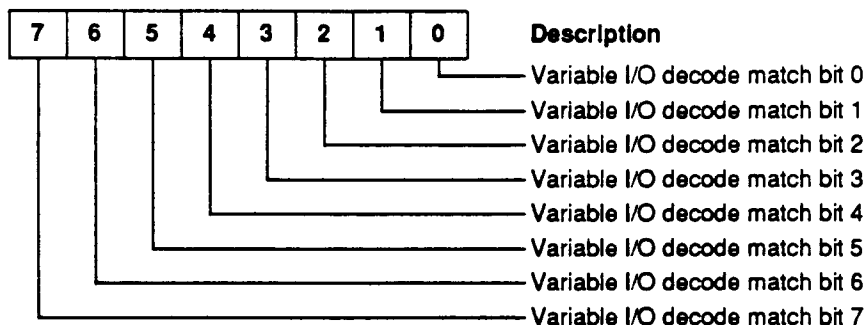 7 6 5 4 3 2 1 0 Description
Variable I/O decode match bit 0
Variable I/O decode match bit 1
Variable I/O decode match bit 2
Variable I/O decode match bit 3
Variable I/O decode match bit 4
Variable I/O decode match bit 5
Variable I/O decode match bit 6
Variable I/O decode match bit 7